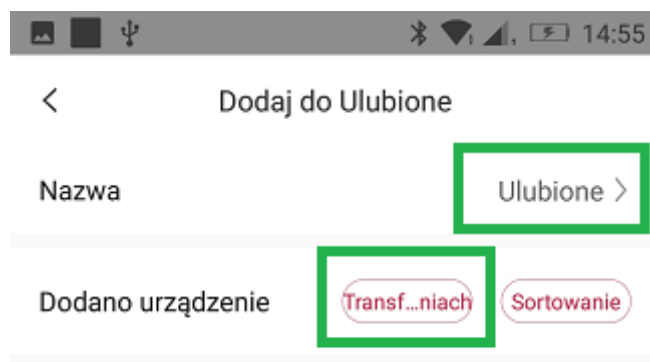 14:55
Dodaj do Ulubione
Nazwa Ulubione
Dodano urządzenie Transf...niach Sortowanie